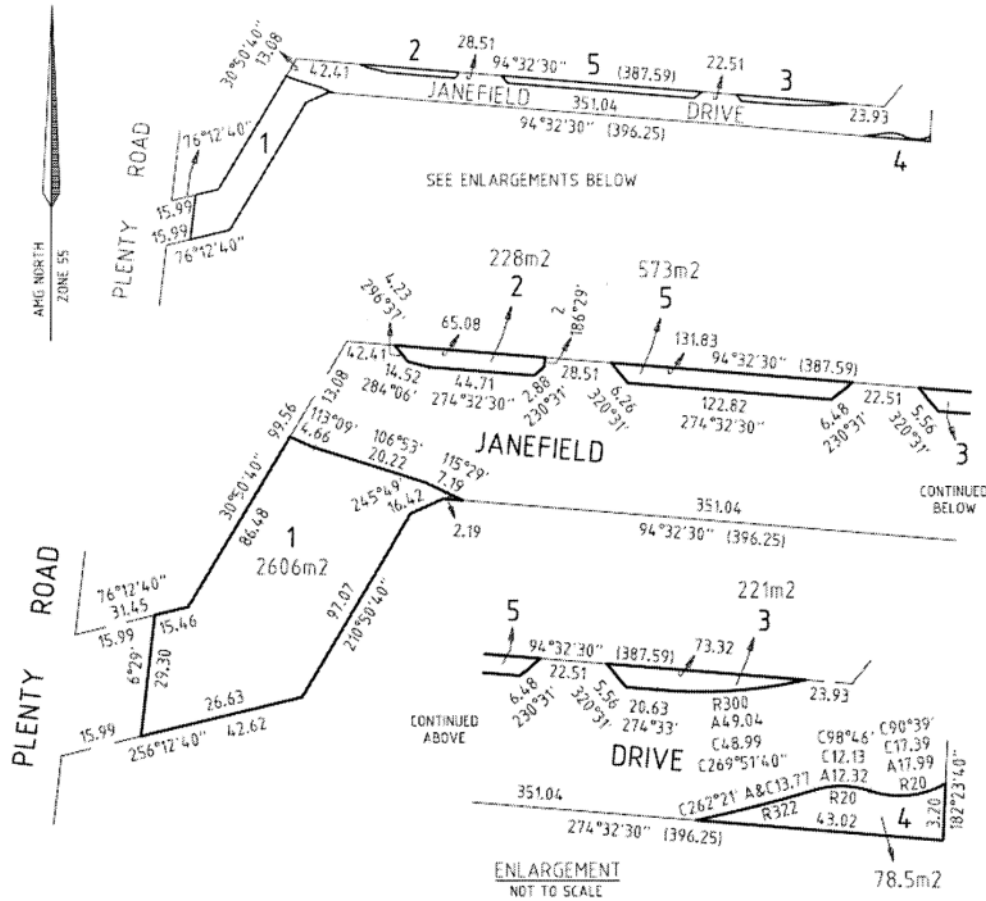 AMG NORTH
ZONE 55
30°50'40"
13.08
42.41
2
28.51
94°32'30"
5
(387.59)
22.51
3
JANEFIELD
351.04
DRIVE
23.93
94°32'30" (396.25)
4
76°12'40"
1
PLENTY ROAD
15.99
15.99
76°12'40"
SEE ENLARGEMENTS BELOW
228m2
2
573m2
5
4.23
296°37'
65.08
2
186°29'
131.83
94°32'30" (387.59)
42.41
14.52
284°06'
44.71
274°32'30"
2.88
230°31'
28.51
6.26
320°31'
122.82
274°32'30"
6.48
230°31'
22.51
5.56
320°31'
3
CONTINUED
BELOW
13.08
99.56
113°09'
4.66
106°53'
20.22
115°29'
7.19
245°49'
16.42
2.19
JANEFIELD
351.04
94°32'30" (396.25)
30°50'40"
86.48
1
2606m2
97.07
210°50'40"
PLENTY ROAD
76°12'40"
31.45
15.99
15.46
6°29'
29.30
26.63
15.99
256°12'40"
42.62
221m2
3
5
94°32'30" (387.59)
73.32
22.51
6.48
230°31'
5.56
320°31'
20.63
274°33'
R300
A49.04
C48.99
C269°51'40"
23.93
CONTINUED
ABOVE
DRIVE
C98°46'
C12.13
A12.32
R20
C90°39'
C17.39
A17.99
R20
C262°21' A&C13.77
R322
351.04
274°32'30" (396.25)
43.02
4
3.20
182°23'40"
78.5m2
ENLARGEMENT
NOT TO SCALE